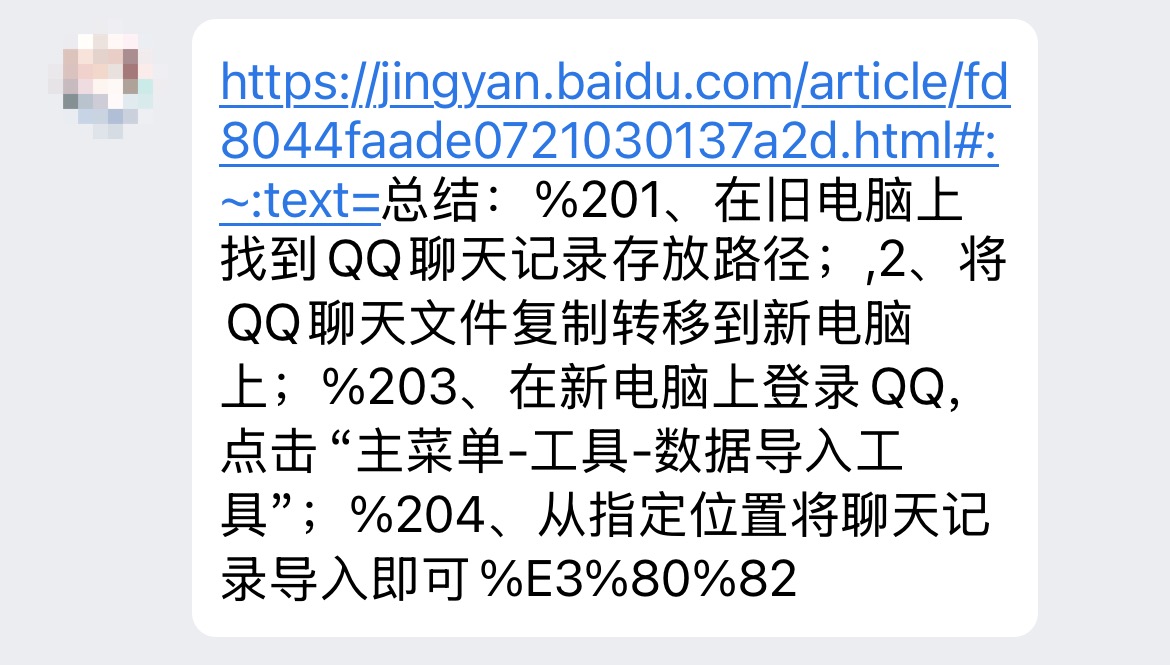 https://jingyan.baidu.com/article/fd
8044faade0721030137a2d.html#:
~:text=总结：%201、在旧电脑上
找到QQ聊天记录存放路径；,2、将
QQ聊天文件复制转移到新电脑
上；%203、在新电脑上登录QQ,
点击“主菜单-工具-数据导入工
具”；%204、从指定位置将聊天记
录导入即可%E3%80%82